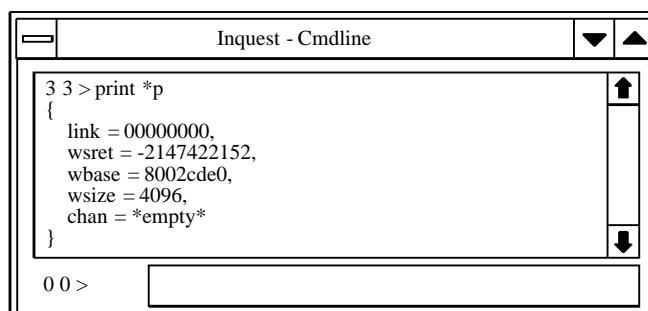 Inquest - Cmdline
3 3 > print *p
{
link = 00000000,
wsret = -2147422152,
wbase = 8002cde0,
wsize = 4096,
chan = *empty*
}
0 0 >